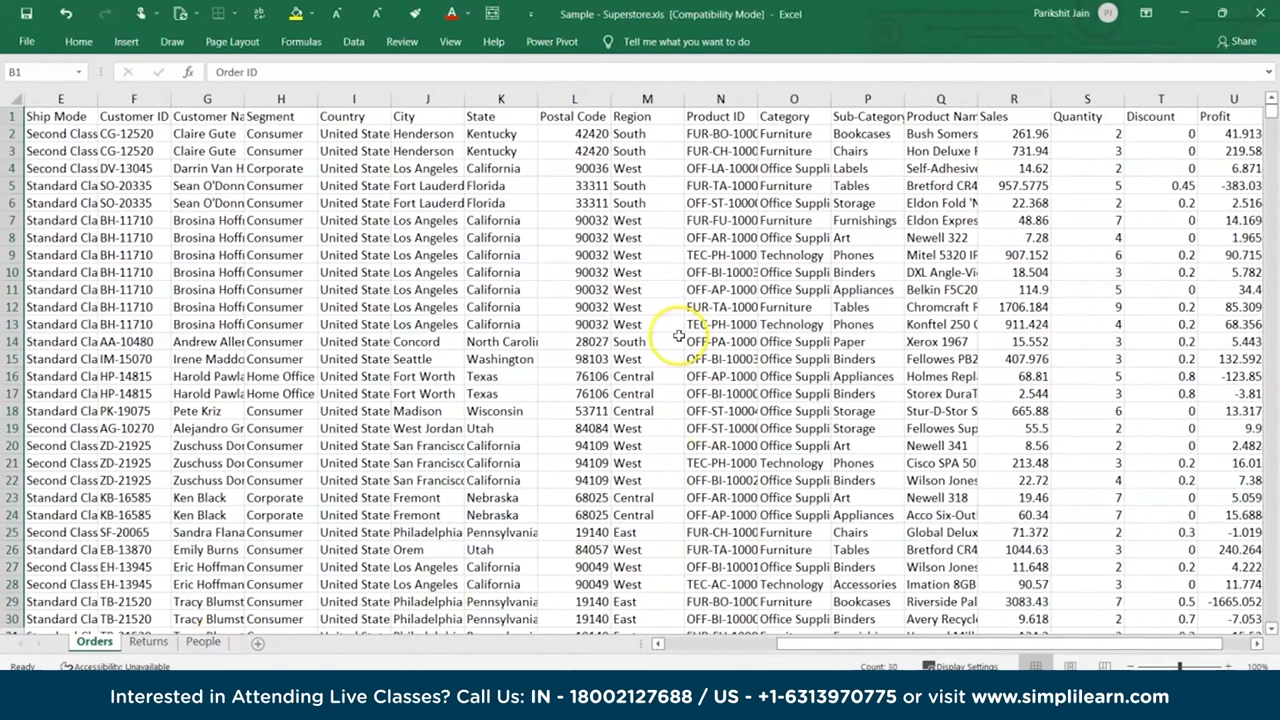 Sample - Superstore.xls [Compatibility Mode] - Excel
Parikshit Jain PJ
File Home Insert Draw Page Layout Formulas Data Review View Help Power Pivot Tell me what you want to do Share
B1 fx Order ID
E F G H I J K L M N O P Q R S T U
1 Ship Mode Customer ID Customer Na Segment Country City State Postal Code Region Product ID Category Sub-Category Product Name Sales Quantity Discount Profit
2 Second Class CG-12520 Claire Gute Consumer United State Henderson Kentucky 42420 South FUR-BO-1000 Furniture Bookcases Bush Somers 261.96 2 0 41.913
3 Second Class CG-12520 Claire Gute Consumer United State Henderson Kentucky 42420 South FUR-CH-1000 Furniture Chairs Hon Deluxe F 731.94 3 0 219.58
4 Second Class DV-13045 Darrin Van H Corporate United State Los Angeles California 90036 West OFF-LA-1000 Office Suppli Labels Self-Adhesive 14.62 2 0 6.871
5 Standard Cla SO-20335 Sean O'Donn Consumer United State Fort Lauderd Florida 33311 South FUR-TA-1000 Furniture Tables Bretford CR4 957.5775 5 0.45 -383.03
6 Standard Cla SO-20335 Sean O'Donn Consumer United State Fort Lauderd Florida 33311 South OFF-ST-1000 Office Suppli Storage Eldon Fold 'N 22.368 2 0.2 2.516
7 Standard Cla BH-11710 Brosina Hoffi Consumer United State Los Angeles California 90032 West FUR-FU-1000 Furniture Furnishings Eldon Expres 48.86 7 0 14.169
8 Standard Cla BH-11710 Brosina Hoffi Consumer United State Los Angeles California 90032 West OFF-AR-1000 Office Suppli Art Newell 322 7.28 4 0 1.965
9 Standard Cla BH-11710 Brosina Hoffi Consumer United State Los Angeles California 90032 West TEC-PH-1000 Technology Phones Mitel 5320 IP 907.152 6 0.2 90.715
10 Standard Cla BH-11710 Brosina Hoffi Consumer United State Los Angeles California 90032 West OFF-BI-10003 Office Suppli Binders DXL Angle-Vi 18.504 3 0.2 5.782
11 Standard Cla BH-11710 Brosina Hoffi Consumer United State Los Angeles California 90032 West OFF-AP-1000 Office Suppli Appliances Belkin F5C20 114.9 5 0 34.4
12 Standard Cla BH-11710 Brosina Hoffi Consumer United State Los Angeles California 90032 West FUR-TA-1000 Furniture Tables Chromcraft F 1706.184 9 0.2 85.309
13 Standard Cla BH-11710 Brosina Hoffi Consumer United State Los Angeles California 90032 West TEC-PH-1000 Technology Phones Konftel 250 C 911.424 4 0.2 68.356
14 Standard Cla AA-10480 Andrew Aller Consumer United State Concord North Carolin 28027 South OFF-PA-1000 Office Suppli Paper Xerox 1967 15.552 3 0.2 5.443
15 Standard Cla IM-15070 Irene Maddo Consumer United State Seattle Washington 98103 West OFF-BI-10003 Office Suppli Binders Fellowes PB2 407.976 3 0.2 132.592
16 Standard Cla HP-14815 Harold Pawla Home Office United State Fort Worth Texas 76106 Central OFF-AP-1000 Office Suppli Appliances Holmes Repl 68.81 5 0.8 -123.85
17 Standard Cla HP-14815 Harold Pawla Home Office United State Fort Worth Texas 76106 Central OFF-BI-10000 Office Suppli Binders Storex DuraT 2.544 3 0.8 -3.81
18 Standard Cla PK-19075 Pete Kriz Consumer United State Madison Wisconsin 53711 Central OFF-ST-1000 Office Suppli Storage Stur-D-Stor S 665.88 6 0 13.317
19 Second Class AG-10270 Alejandro Gr Consumer United State West Jordan Utah 84084 West OFF-ST-1000 Office Suppli Storage Fellowes Sup 55.5 2 0 9.9
20 Second Class ZD-21925 Zuschuss Dor Consumer United State San Francisco California 94109 West OFF-AR-1000 Office Suppli Art Newell 341 8.56 2 0 2.482
21 Second Class ZD-21925 Zuschuss Dor Consumer United State San Francisco California 94109 West TEC-PH-1000 Technology Phones Cisco SPA 50 213.48 3 0.2 16.01
22 Second Class ZD-21925 Zuschuss Dor Consumer United State San Francisco California 94109 West OFF-BI-10002 Office Suppli Binders Wilson Jones 22.72 4 0.2 7.38
23 Standard Cla KB-16585 Ken Black Corporate United State Fremont Nebraska 68025 Central OFF-AR-1000 Office Suppli Art Newell 318 19.46 7 0 5.059
24 Standard Cla KB-16585 Ken Black Corporate United State Fremont Nebraska 68025 Central OFF-AP-1000 Office Suppli Appliances Acco Six-Out 60.34 7 0 15.688
25 Second Class SF-20065 Sandra Flana Consumer United State Philadelphia Pennsylvania 19140 East FUR-CH-1000 Furniture Chairs Global Delux 71.372 2 0.3 -1.019
26 Standard Cla EB-13870 Emily Burns Consumer United State Orem Utah 84057 West FUR-TA-1000 Furniture Tables Bretford CR4 1044.63 3 0 240.264
27 Second Class EH-13945 Eric Hoffman Consumer United State Los Angeles California 90049 West OFF-BI-10001 Office Suppli Binders Wilson Jones 11.648 2 0.2 4.222
28 Second Class EH-13945 Eric Hoffman Consumer United State Los Angeles California 90049 West TEC-AC-1000 Technology Accessories Imation 8GB 90.57 3 0 11.774
29 Standard Cla TB-21520 Tracy Blumst Consumer United State Philadelphia Pennsylvania 19140 East FUR-BO-1000 Furniture Bookcases Riverside Pal 3083.43 7 0.5 -1665.052
30 Standard Cla TB-21520 Tracy Blumst Consumer United State Philadelphia Pennsylvania 19140 East OFF-BI-10000 Office Suppli Binders Avery Recycl 9.618 2 0.7 -7.053
Orders Returns People
Ready Accessibility: Unavailable Count: 30 Display Settings 100%
Interested in Attending Live Classes? Call Us: IN - 18002127688 / US - +1-6313970775 or visit www.simplilearn.com